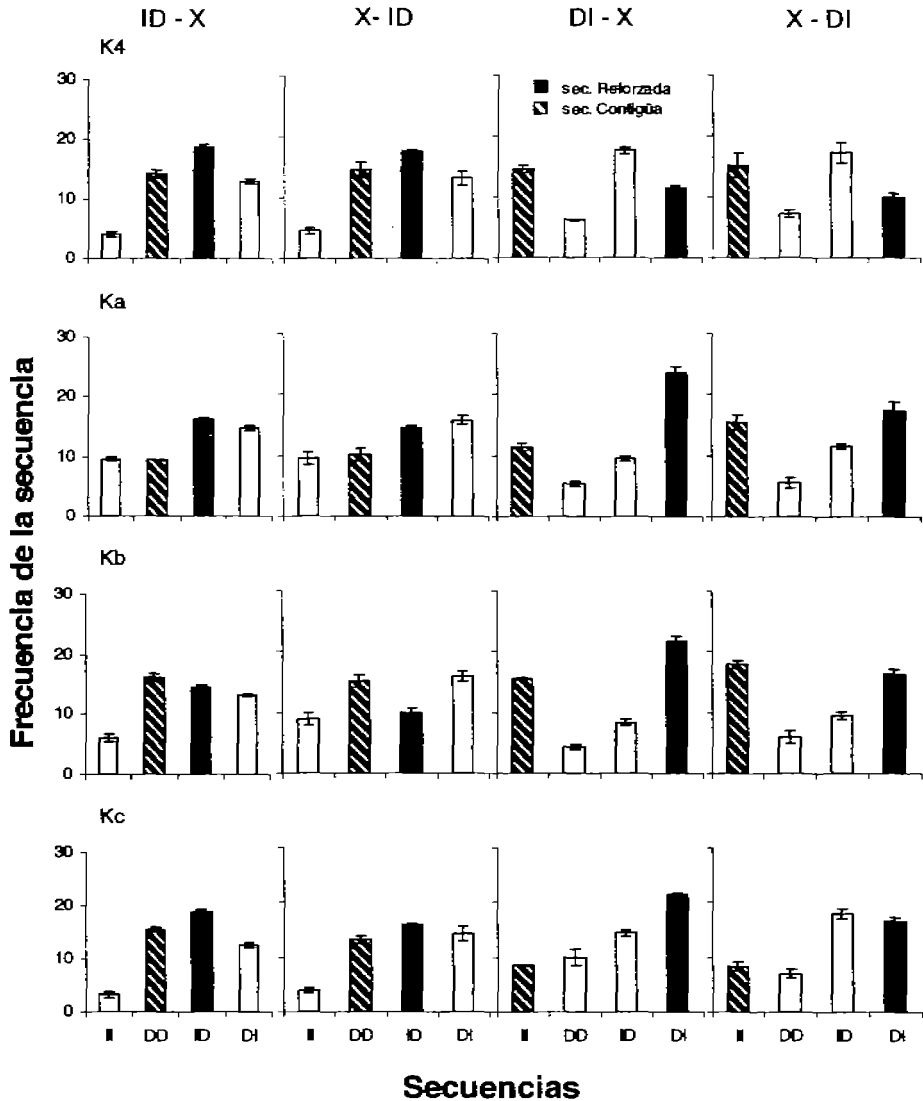 ID - X X - ID DI - X X - DI
K4
30
20
10
0
sec. Reforzada
sec. Contigüa
Ka
30
20
10
0
Kb
30
20
10
0
Kc
30
20
10
0
II DD ID DI II DD ID DI II DD ID DI II DD ID DI
Frecuencia de la secuencia
Secuencias